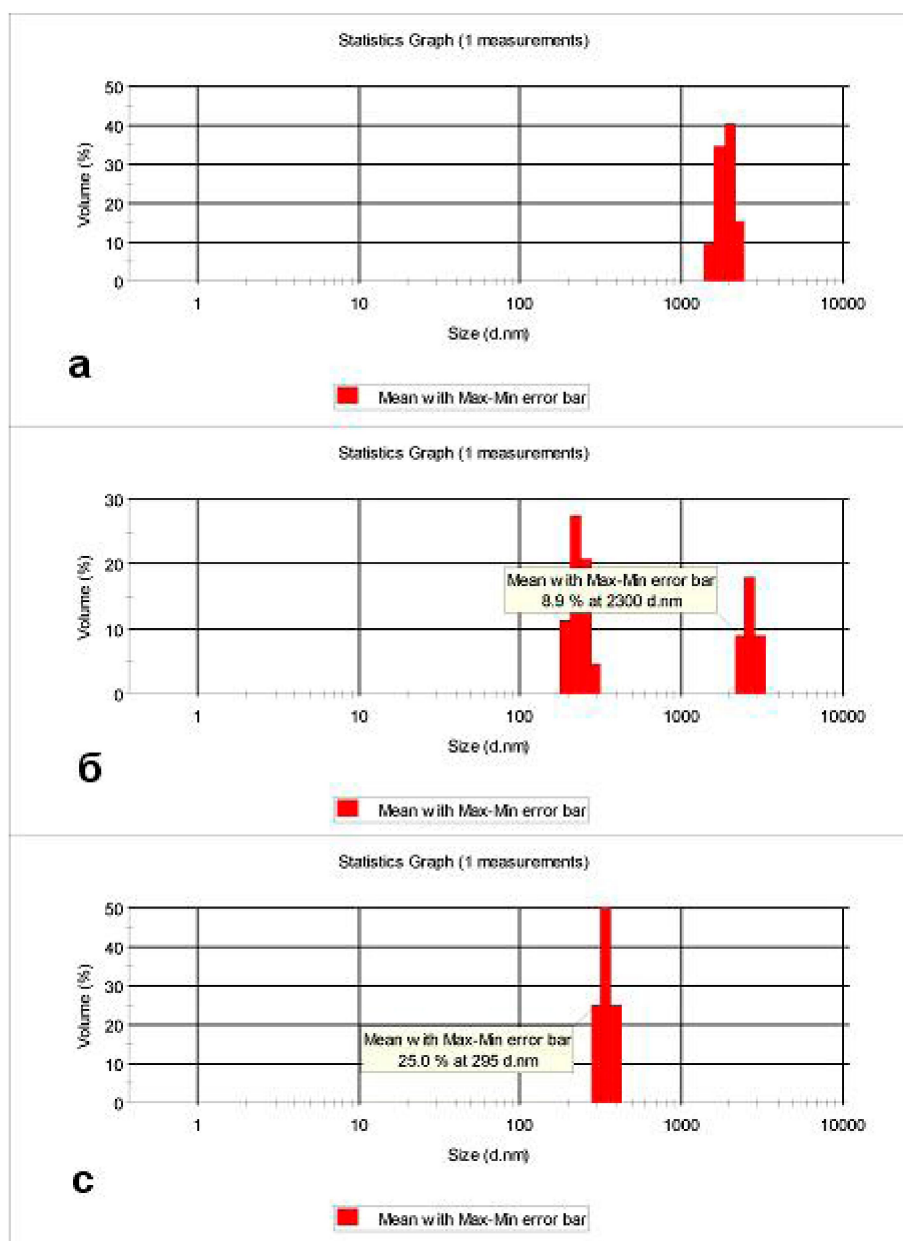 Statistics Graph (1 measurements)
50
40
30
20
10
0
Volume (%)
1 10 100 1000 10000
Size (d.nm)
а
Mean with Max-Min error bar
Statistics Graph (1 measurements)
30
20
10
0
Volume (%)
Mean with Max-Min error bar
8.9 % at 2300 d.nm
1 10 100 1000 10000
Size (d.nm)
б
Mean with Max-Min error bar
Statistics Graph (1 measurements)
50
40
30
20
10
0
Volume (%)
Mean with Max-Min error bar
25.0 % at 295 d.nm
1 10 100 1000 10000
Size (d.nm)
с
Mean with Max-Min error bar